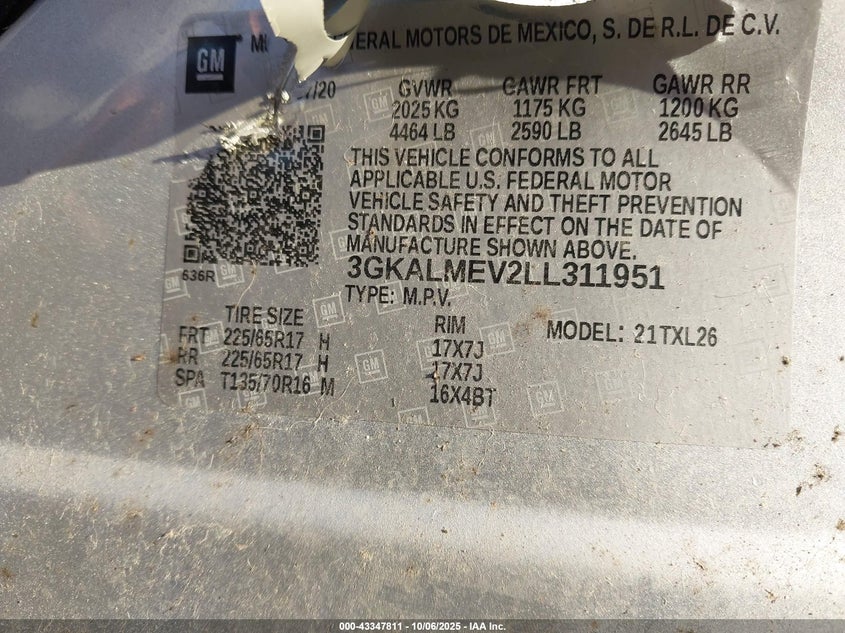 GM
GENERAL MOTORS DE MEXICO, S. DE R.L. DE C.V.
/20
GVWR GAWR FRT GAWR RR
2025 KG 1175 KG 1200 KG
4464 LB 2590 LB 2645 LB
THIS VEHICLE CONFORMS TO ALL
APPLICABLE U.S. FEDERAL MOTOR
VEHICLE SAFETY AND THEFT PREVENTION
STANDARDS IN EFFECT ON THE DATE OF
MANUFACTURE SHOWN ABOVE.
636R
3GKALMEV2LL311951
TYPE: M.P.V.
TIRE SIZE RIM MODEL: 21TXL26
FRT 225/65R17 H 17X7J
RR 225/65R17 H 17X7J
SPA T135/70R16 M 16X4BT
000-43347811 - 10/06/2025 - IAA Inc.